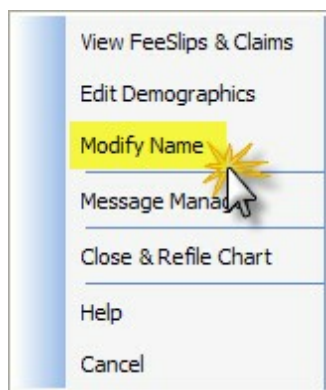 View FeeSlips & Claims
Edit Demographics
Modify Name
Message Manag
Close & Refile Chart
Help
Cancel